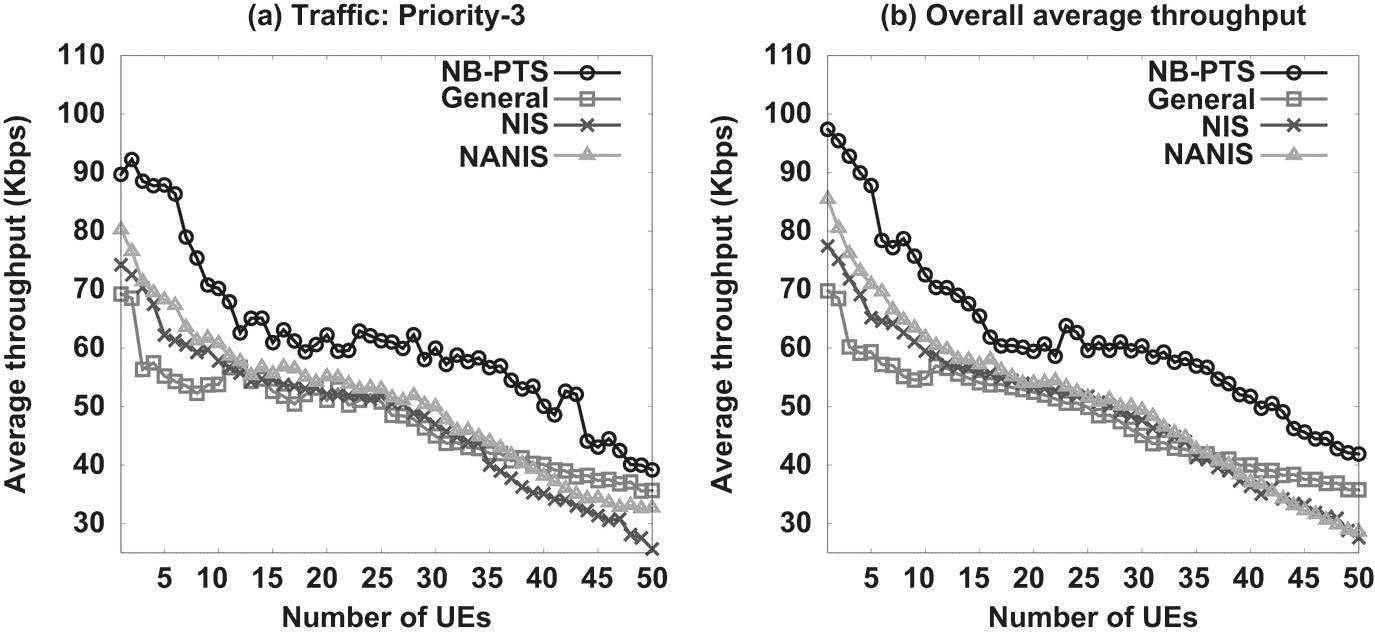 (a) Traffic: Priority-3
Average throughput (Kbps)
110
100
90
80
70
60
50
40
30
NB-PTS
General
NIS
NANIS
5 10 15 20 25 30 35 40 45 50
Number of UEs
(b) Overall average throughput
Average throughput (Kbps)
110
100
90
80
70
60
50
40
30
NB-PTS
General
NIS
NANIS
5 10 15 20 25 30 35 40 45 50
Number of UEs